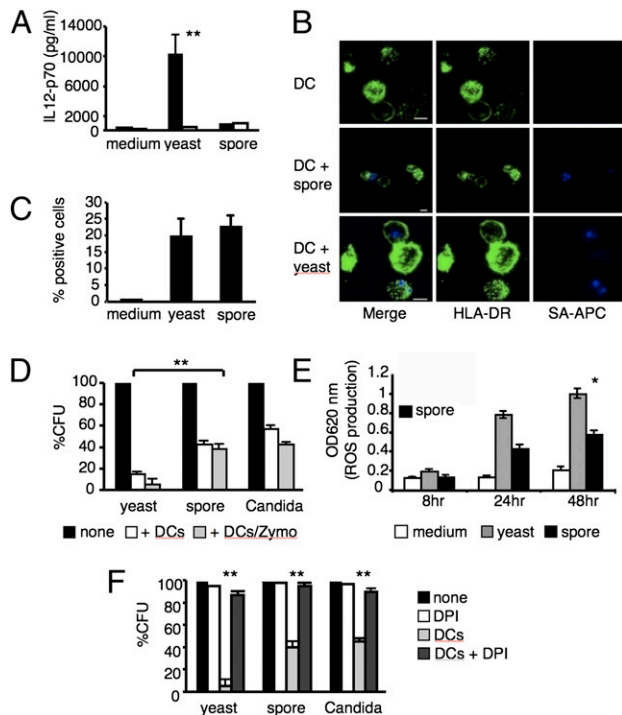 A
IL12-p70 (pg/ml)
14000
10000
6000
2000
0
**
medium yeast spore
B
DC
DC +
spore
DC +
yeast
Merge HLA-DR SA-APC
C
% positive cells
30
25
20
15
10
5
0
medium yeast spore
D
%CFU
100
80
60
40
20
0
**
yeast spore Candida
none + DCs + DCs/Zymo
E
OD620 nm
(ROS production)
1.2
1
0.8
0.6
0.4
0.2
spore
*
8hr 24hr 48hr
medium yeast spore
F
%CFU
100
80
60
40
20
0
** ** **
yeast spore Candida
none
DPI
DCs
DCs + DPI